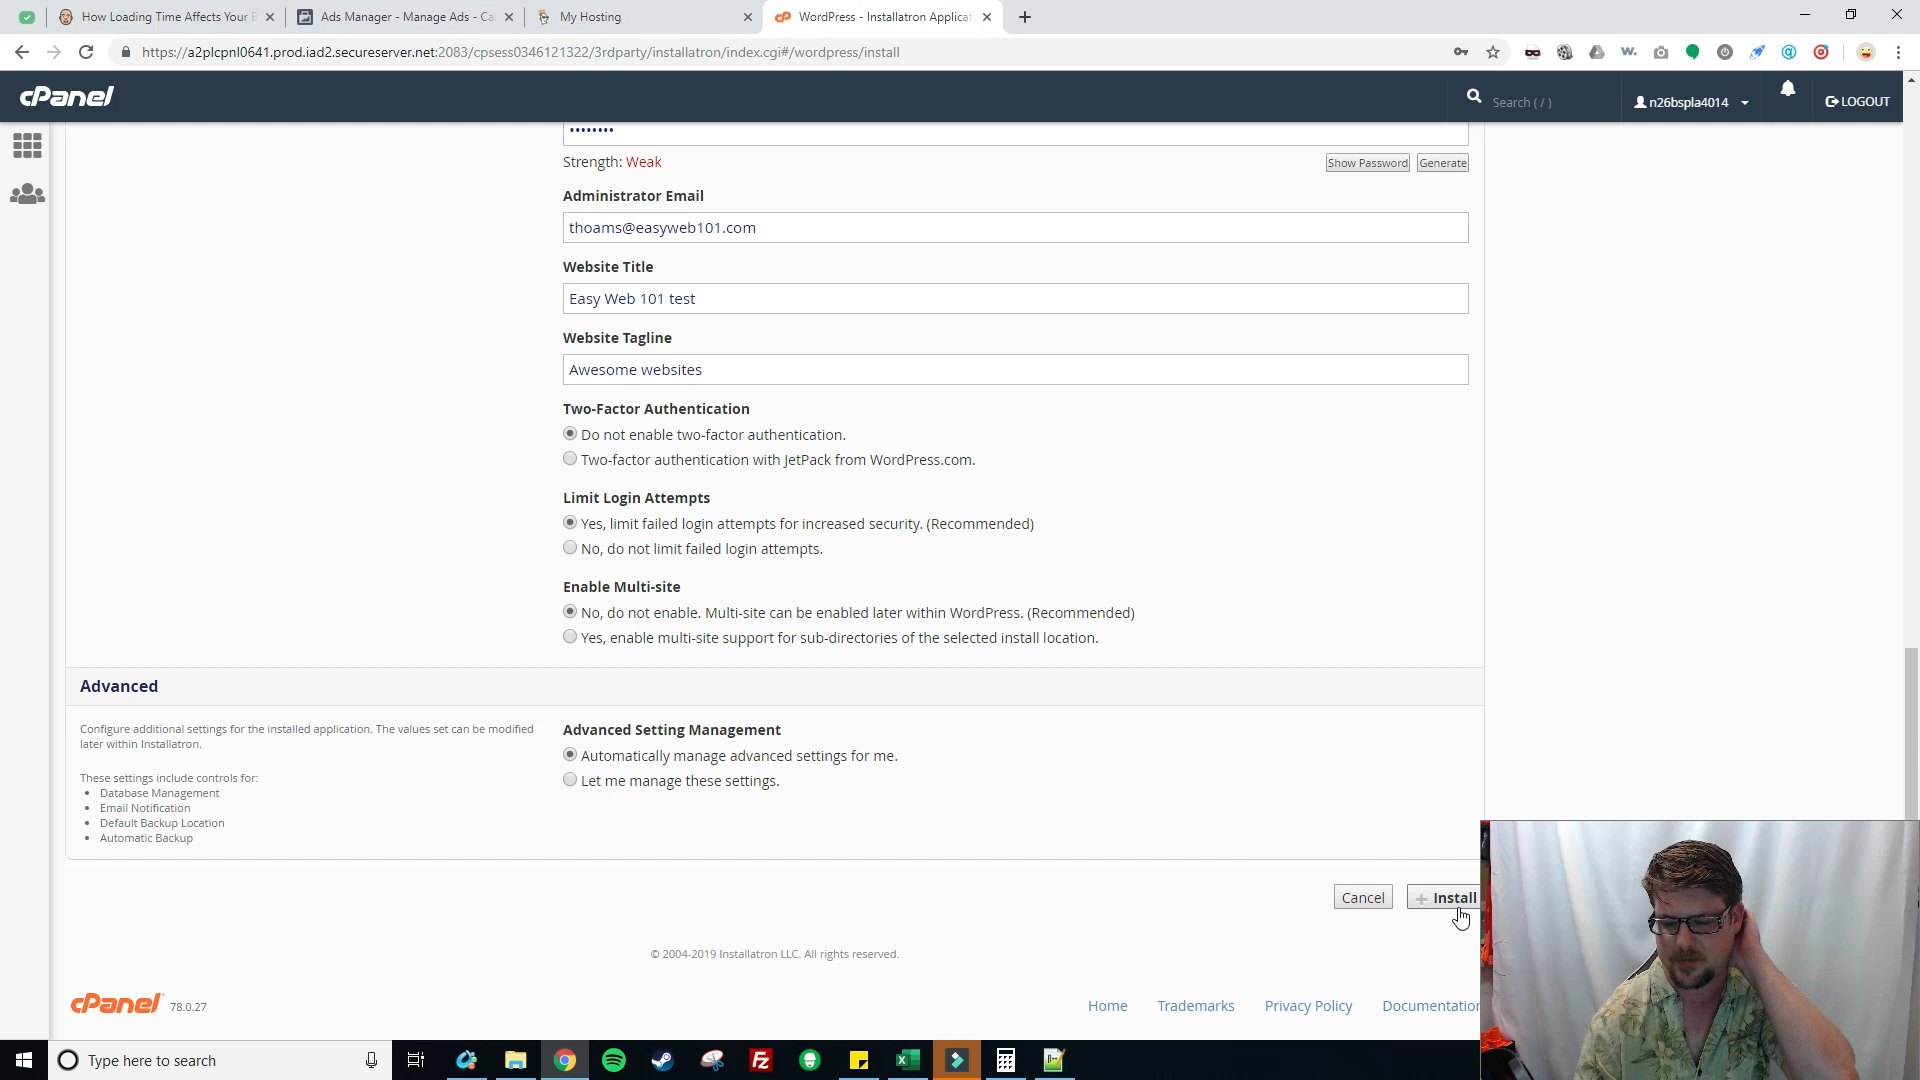 How Loading Time Affects Your B
Ads Manager - Manage Ads - Ca
My Hosting
WordPress - Installatron Applicat
https://a2plcpnl0641.prod.iad2.secureserver.net:2083/cpsess0346121322/3rdparty/installatron/index.cgi#/wordpress/install
cPanel
Search ( / )
n26bspla4014
LOGOUT
Strength: Weak
Show Password
Generate
Administrator Email
thoams@easyweb101.com
Website Title
Easy Web 101 test
Website Tagline
Awesome websites
Two-Factor Authentication
Do not enable two-factor authentication.
Two-factor authentication with JetPack from WordPress.com.
Limit Login Attempts
Yes, limit failed login attempts for increased security. (Recommended)
No, do not limit failed login attempts.
Enable Multi-site
No, do not enable. Multi-site can be enabled later within WordPress. (Recommended)
Yes, enable multi-site support for sub-directories of the selected install location.
Advanced
Configure additional settings for the installed application. The values set can be modified
later within Installatron.
These settings include controls for:
• Database Management
• Email Notification
• Default Backup Location
• Automatic Backup
Advanced Setting Management
Automatically manage advanced settings for me.
Let me manage these settings.
Cancel
+ Install
© 2004-2019 Installatron LLC. All rights reserved.
cPanel 78.0.27
Home
Trademarks
Privacy Policy
Documentation
Type here to search